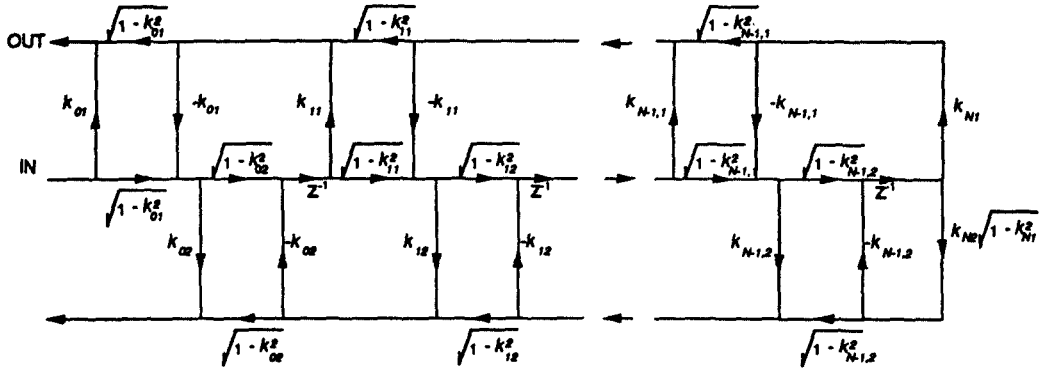 √1 - k²₀₁ √1 - k²₁₁ √1 - k²N-1,1
OUT
k₀₁ -k₀₁ k₁₁ -k₁₁ kN-1,1 -kN-1,1 kN1
IN √1 - k²₀₂ √1 - k²₁₁ √1 - k²₁₂ √1 - k²N-1,1 √1 - k²N-1,2
Z⁻¹ Z⁻¹ Z⁻¹
√1 - k²₀₁
k₀₂ -k₀₂ k₁₂ -k₁₂ kN-1,2 -kN-1,2 kN2√1 - k²N1
√1 - k²₀₂ √1 - k²₁₂ √1 - k²N-1,2